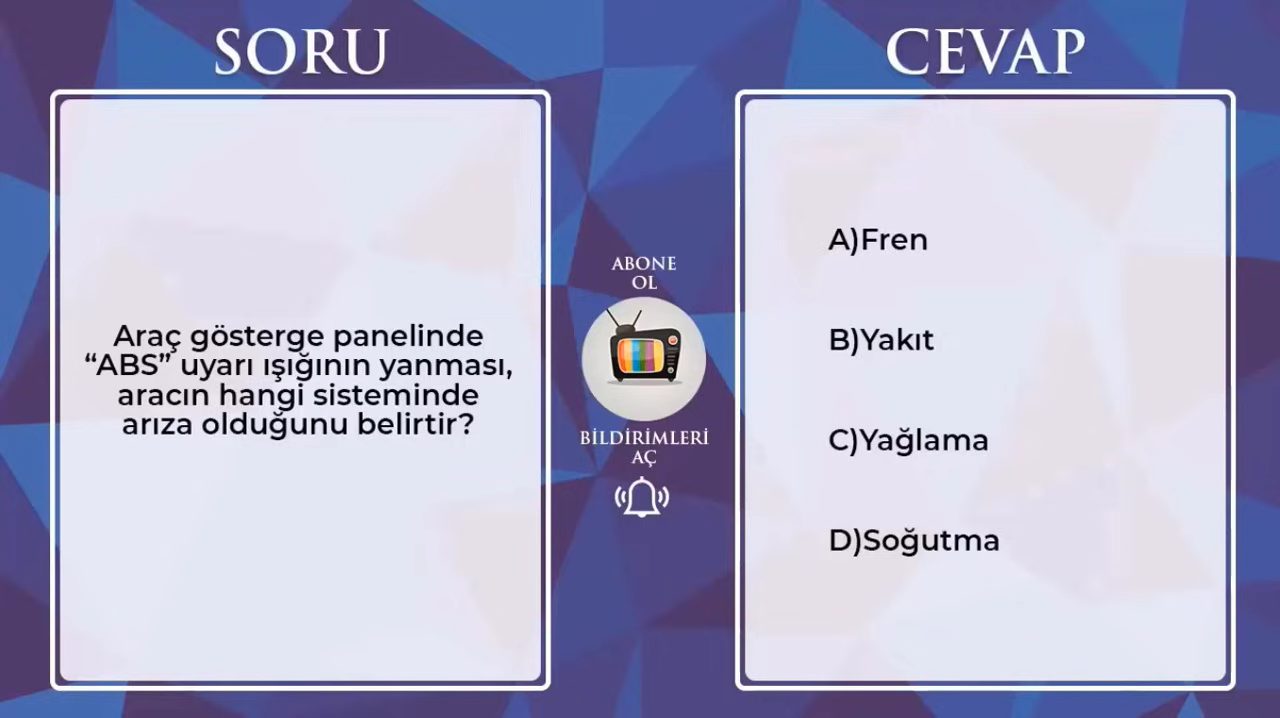 SORU
Araç gösterge panelinde
“ABS” uyarı ışığının yanması,
aracın hangi sisteminde
arıza olduğunu belirtir?
ABONE
OL
BİLDİRİMLERİ
AÇ
CEVAP
A)Fren
B)Yakıt
C)Yağlama
D)Soğutma